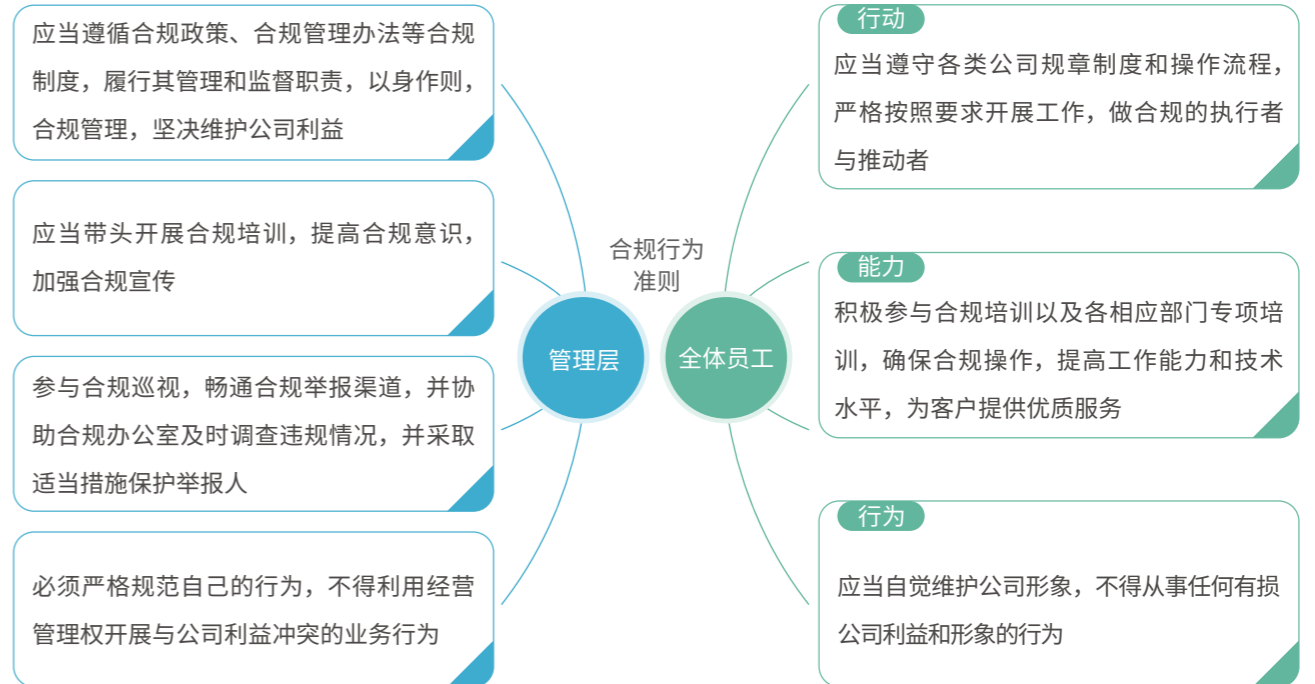 应当遵循合规政策、合规管理办法等合规
制度，履行其管理和监督职责，以身作则，
合规管理，坚决维护公司利益
应当带头开展合规培训，提高合规意识，
加强合规宣传
参与合规巡视，畅通合规举报渠道，并协
助合规办公室及时调查违规情况，并采取
适当措施保护举报人
必须严格规范自己的行为，不得利用经营
管理权开展与公司利益冲突的业务行为
合规行为
准则
管理层
全体员工
行动
应当遵守各类公司规章制度和操作流程，
严格按照要求开展工作，做合规的执行者
与推动者
能力
积极参与合规培训以及各相应部门专项培
训，确保合规操作，提高工作能力和技术
水平，为客户提供优质服务
行为
应当自觉维护公司形象，不得从事任何有损
公司利益和形象的行为